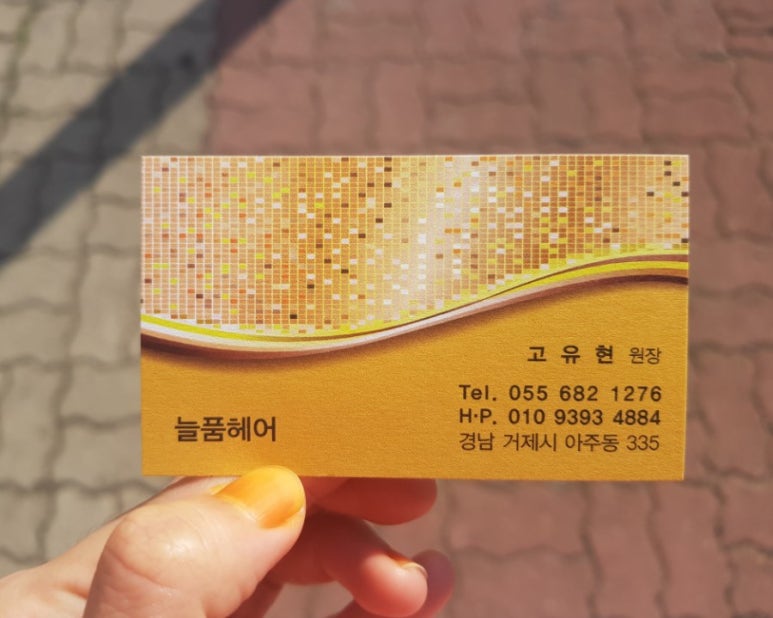 고 유 현 원장
Tel. 055 682 1276
H·P. 010 9393 4884
경남 거제시 아주동 335
늘품헤어